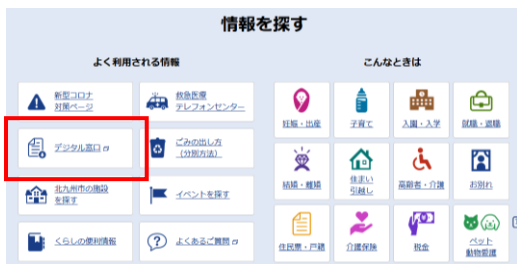 情報を探す
よく利用される情報
新型コロナ
対策ページ
救急医療
テレフォンセンター
デジタル窓口
ごみの出し方
(分別方法)
北九州市の施設
を探す
イベントを探す
くらしの便利情報
よくあるご質問
こんなときは
妊娠・出産
子育て
入園・入学
就職・退職
結婚・離婚
住まい
引越し
高齢者・介護
お別れ
住民票・戸籍
介護保険
税金
ペット
動物愛護